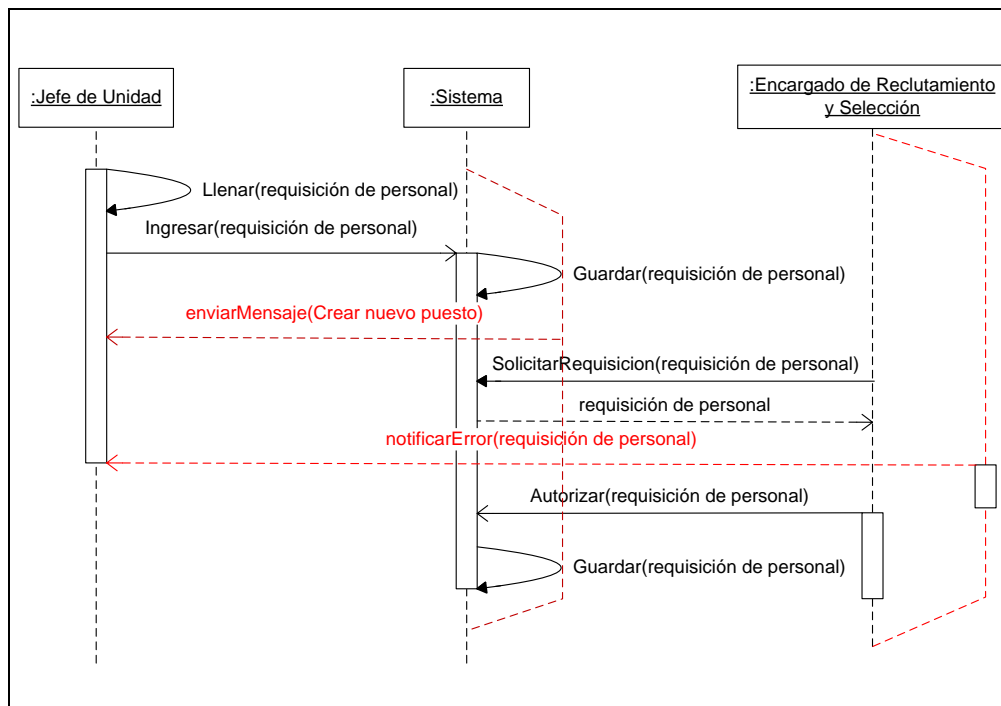 :Jefe de Unidad
:Sistema
:Encargado de Reclutamiento
y Selección
Llenar(requisición de personal)
Ingresar(requisición de personal)
Guardar(requisición de personal)
enviarMensaje(Crear nuevo puesto)
SolicitarRequisicion(requisición de personal)
requisición de personal
notificarError(requisición de personal)
Autorizar(requisición de personal)
Guardar(requisición de personal)